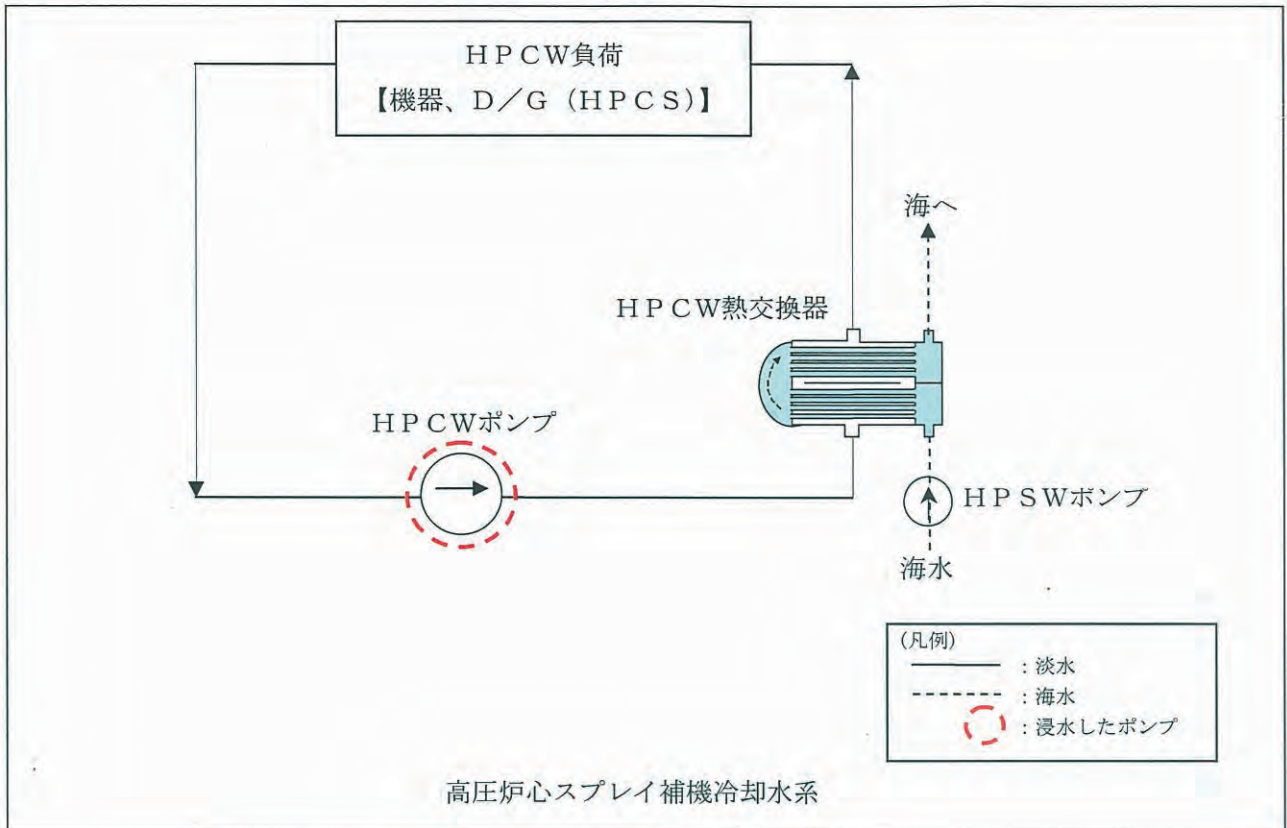 HPCW負荷
【機器、D／G（HPCS）】
海へ
HPCW熱交換器
HPCWポンプ
HPSWポンプ
海水
(凡例)
：淡水
：海水
：浸水したポンプ
高圧炉心スプレイ補機冷却水系